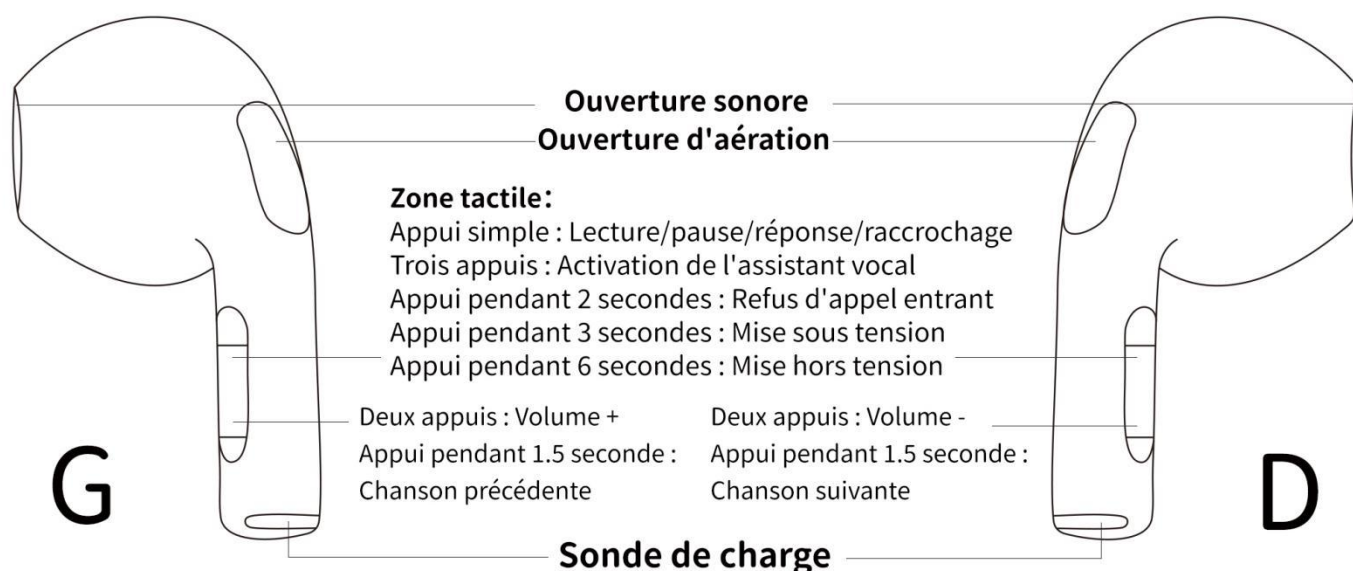 Ouverture sonore
Ouverture d'aération
Zone tactile:
Appui simple : Lecture/pause/réponse/raccrochage
Trois appuis : Activation de l'assistant vocal
Appui pendant 2 secondes : Refus d'appel entrant
Appui pendant 3 secondes : Mise sous tension
Appui pendant 6 secondes : Mise hors tension
Deux appuis : Volume +
Appui pendant 1.5 seconde :
Chanson précédente
Deux appuis : Volume -
Appui pendant 1.5 seconde :
Chanson suivante
G
D
Sonde de charge